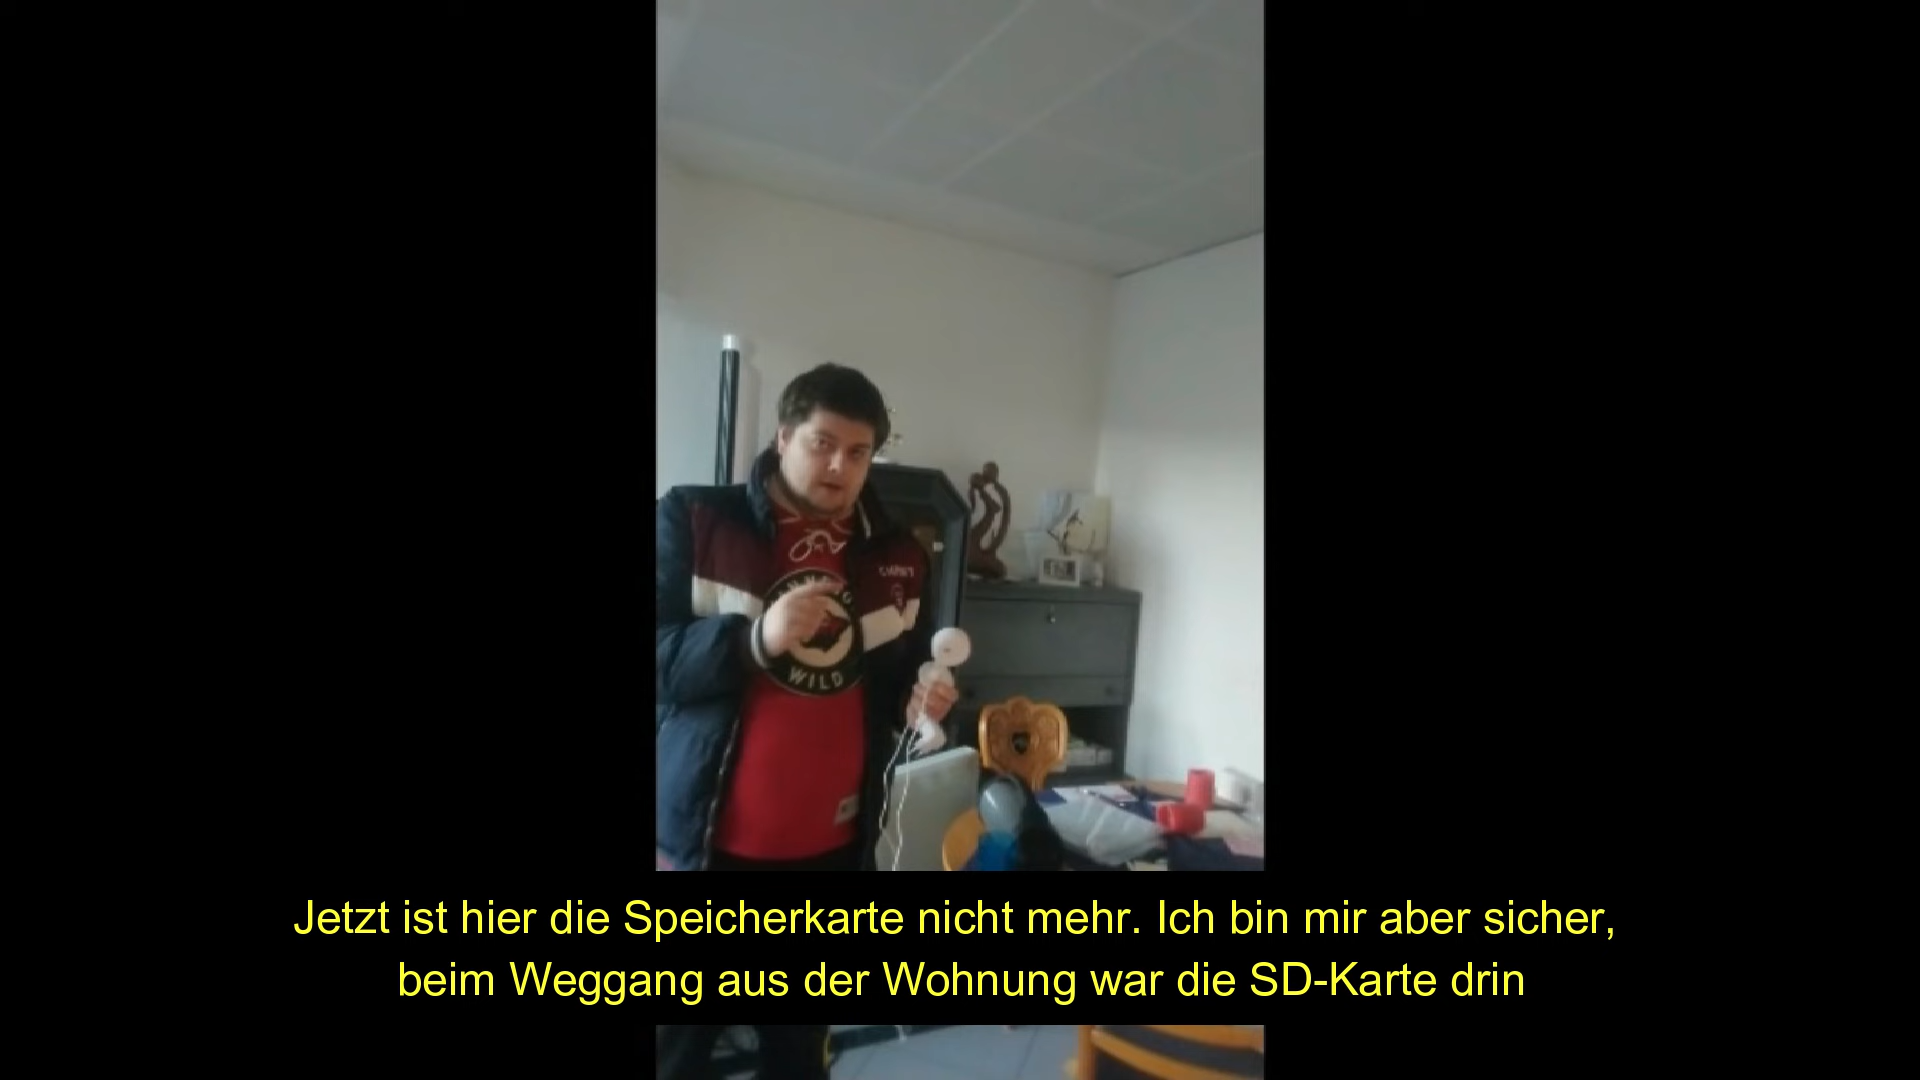 WILD
Jetzt ist hier die Speicherkarte nicht mehr. Ich bin mir aber sicher,
beim Weggang aus der Wohnung war die SD-Karte drin